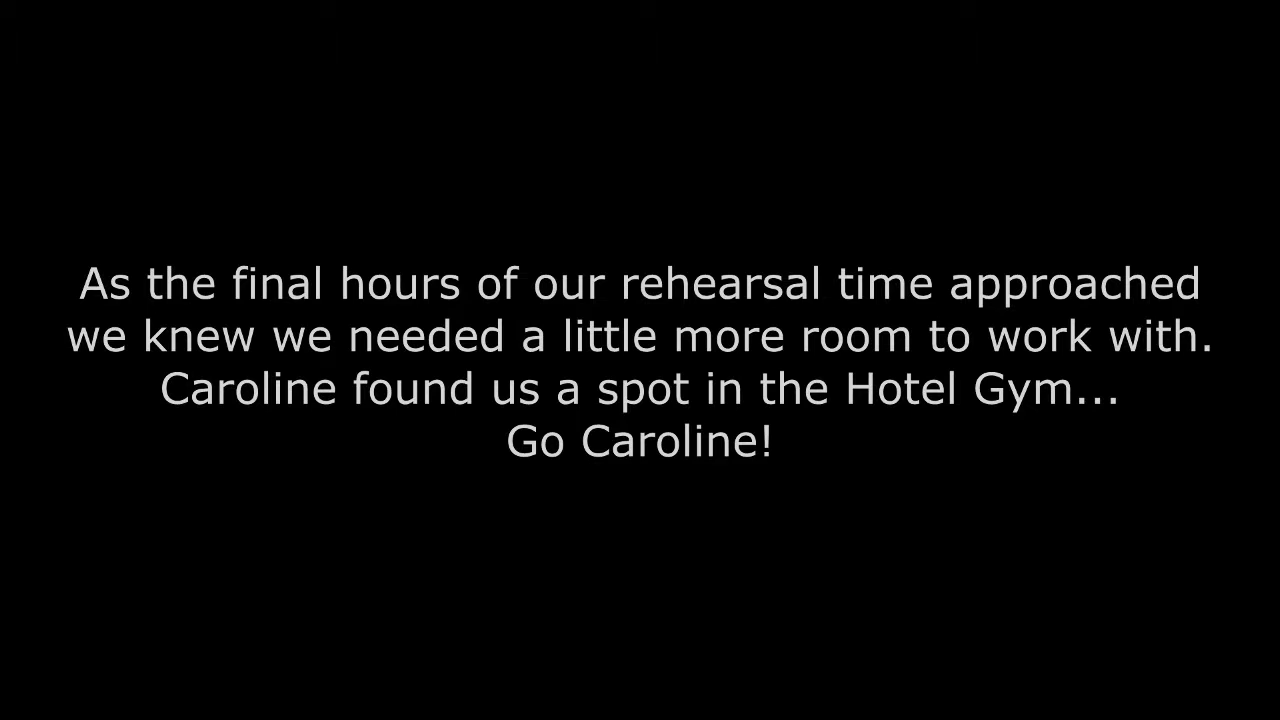 As the final hours of our rehearsal time approached
we knew we needed a little more room to work with.
Caroline found us a spot in the Hotel Gym...
Go Caroline!